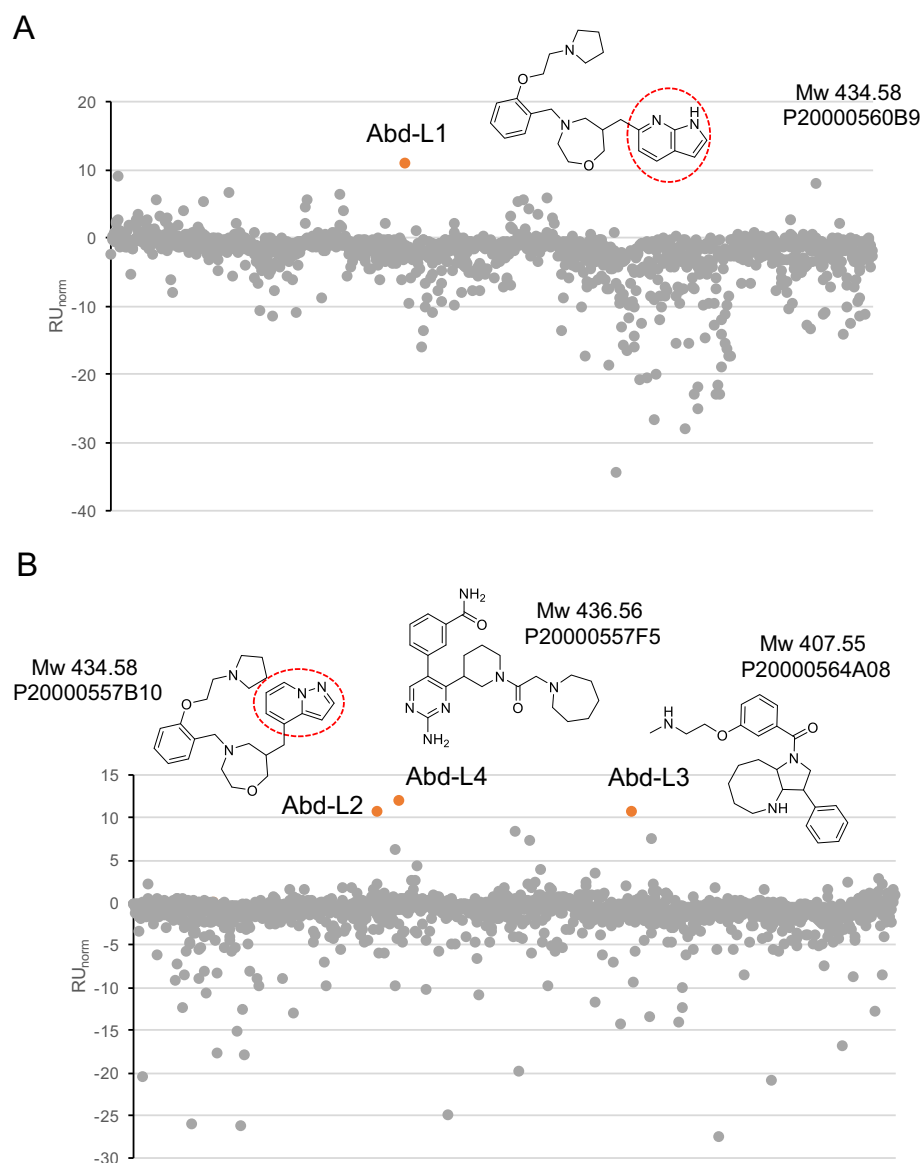 A
Mw 434.58
P20000560B9
N
O
N
O
N
NH
Abd-L1
20
10
0
-10
-20
-30
-40
RUnorm
B
Mw 434.58
P20000557B10
N
O
N
O
N
N
NH2
O
Mw 436.56
P20000557F5
N
O
N
N
N
NH2
Mw 407.55
P20000564A08
H
N
O
O
N
NH
Abd-L2
Abd-L4
Abd-L3
15
10
5
0
-5
-10
-15
-20
-25
-30
RUnorm